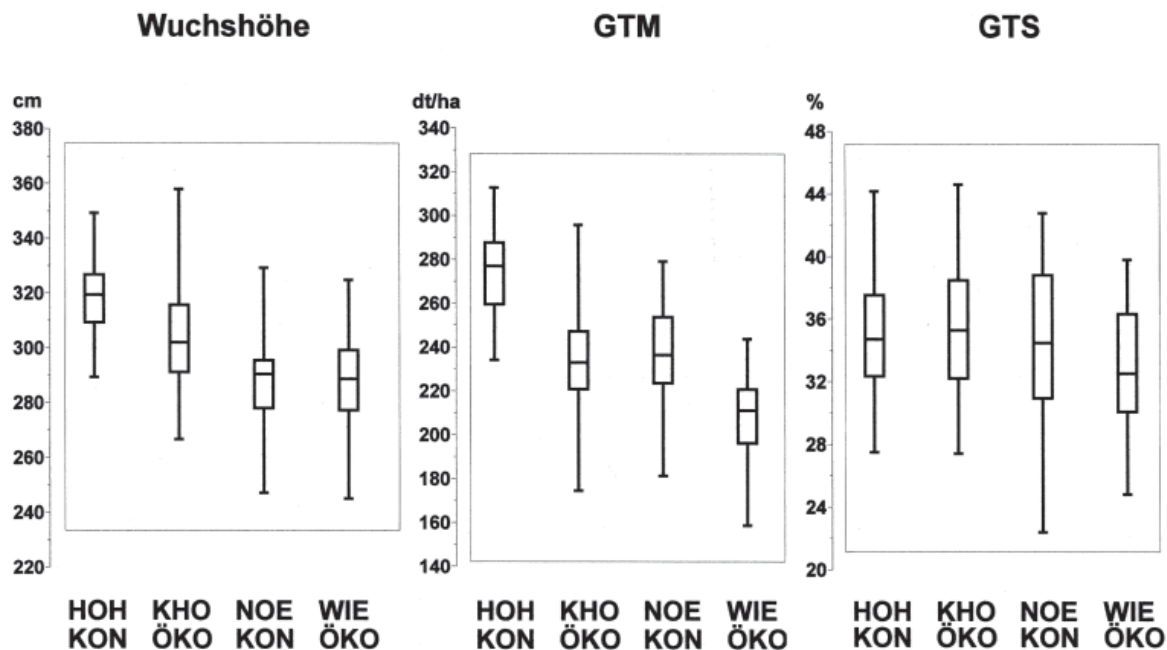 Wuchshöhe
cm
380
360
340
320
300
280
260
240
220
HOH KHO NOE WIE
KON ÖKO KON ÖKO
GTM
dt/ha
340
320
300
280
260
240
220
200
180
160
140
HOH KHO NOE WIE
KON ÖKO KON ÖKO
GTS
%
48
44
40
36
32
28
24
20
HOH KHO NOE WIE
KON ÖKO KON ÖKO